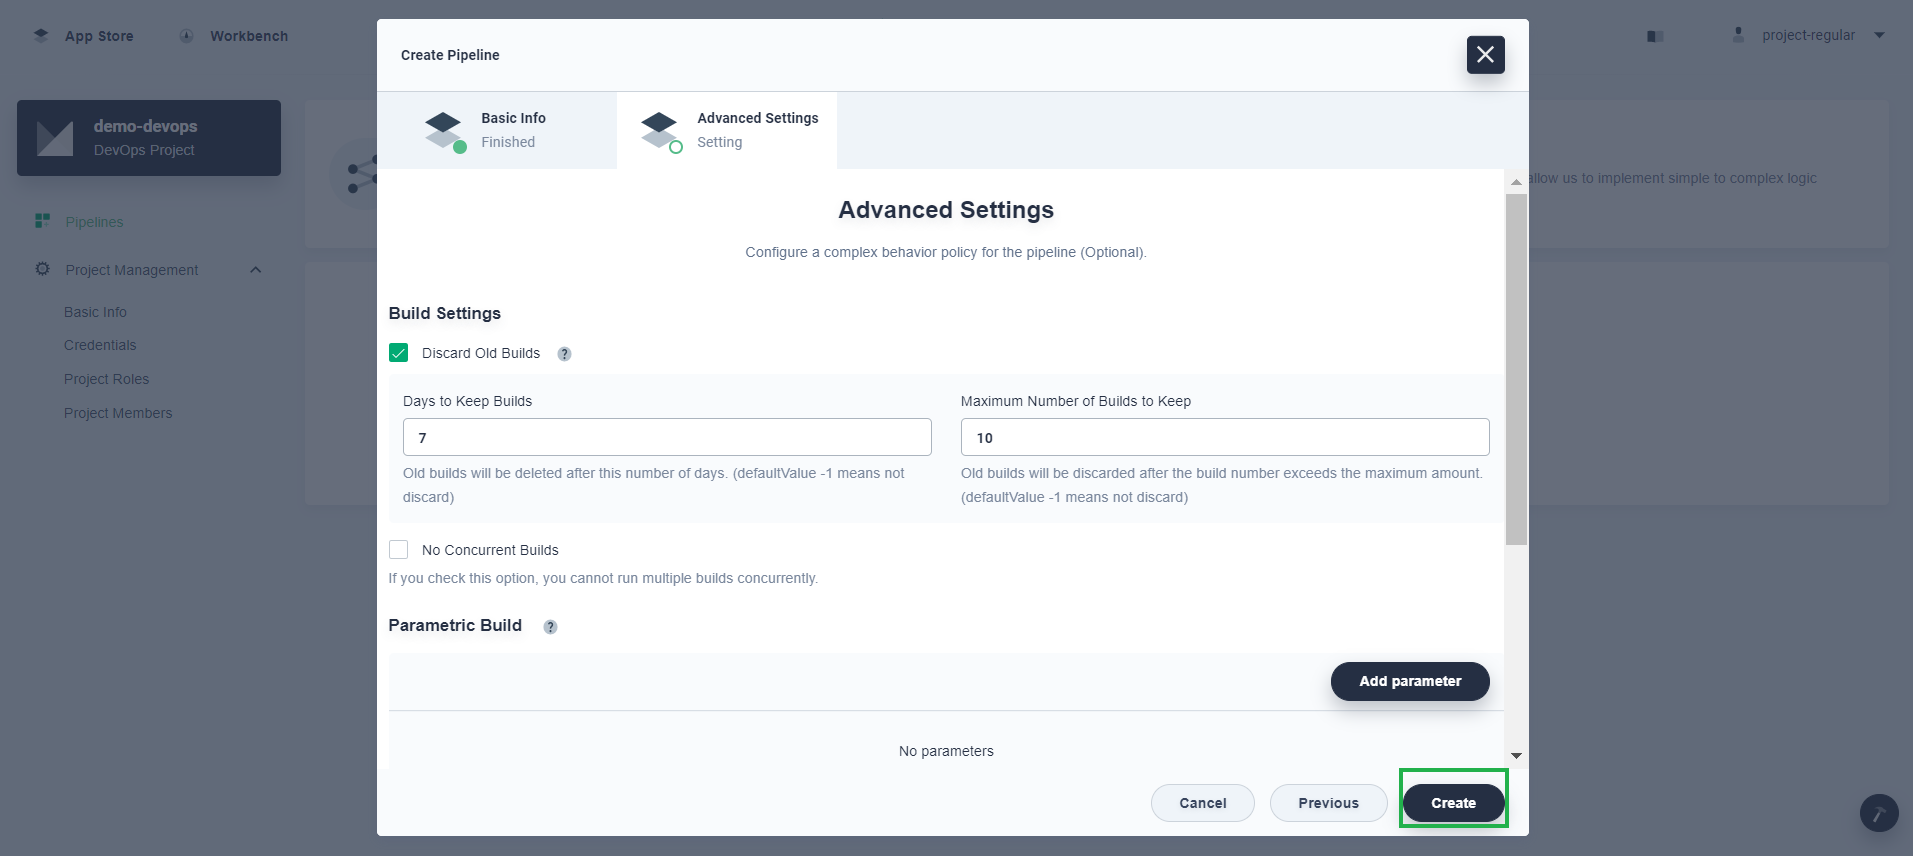 App Store
Workbench
project-regular
demo-devops
DevOps Project
Pipelines
Project Management
Basic Info
Credentials
Project Roles
Project Members
allow us to implement simple to complex logic
Create Pipeline
Basic Info
Finished
Advanced Settings
Setting
Advanced Settings
Configure a complex behavior policy for the pipeline (Optional).
Build Settings
Discard Old Builds ?
Days to Keep Builds
7
Old builds will be deleted after this number of days. (defaultValue -1 means not
discard)
Maximum Number of Builds to Keep
10
Old builds will be discarded after the build number exceeds the maximum amount.
(defaultValue -1 means not discard)
No Concurrent Builds
If you check this option, you cannot run multiple builds concurrently.
Parametric Build ?
Add parameter
No parameters
Cancel
Previous
Create